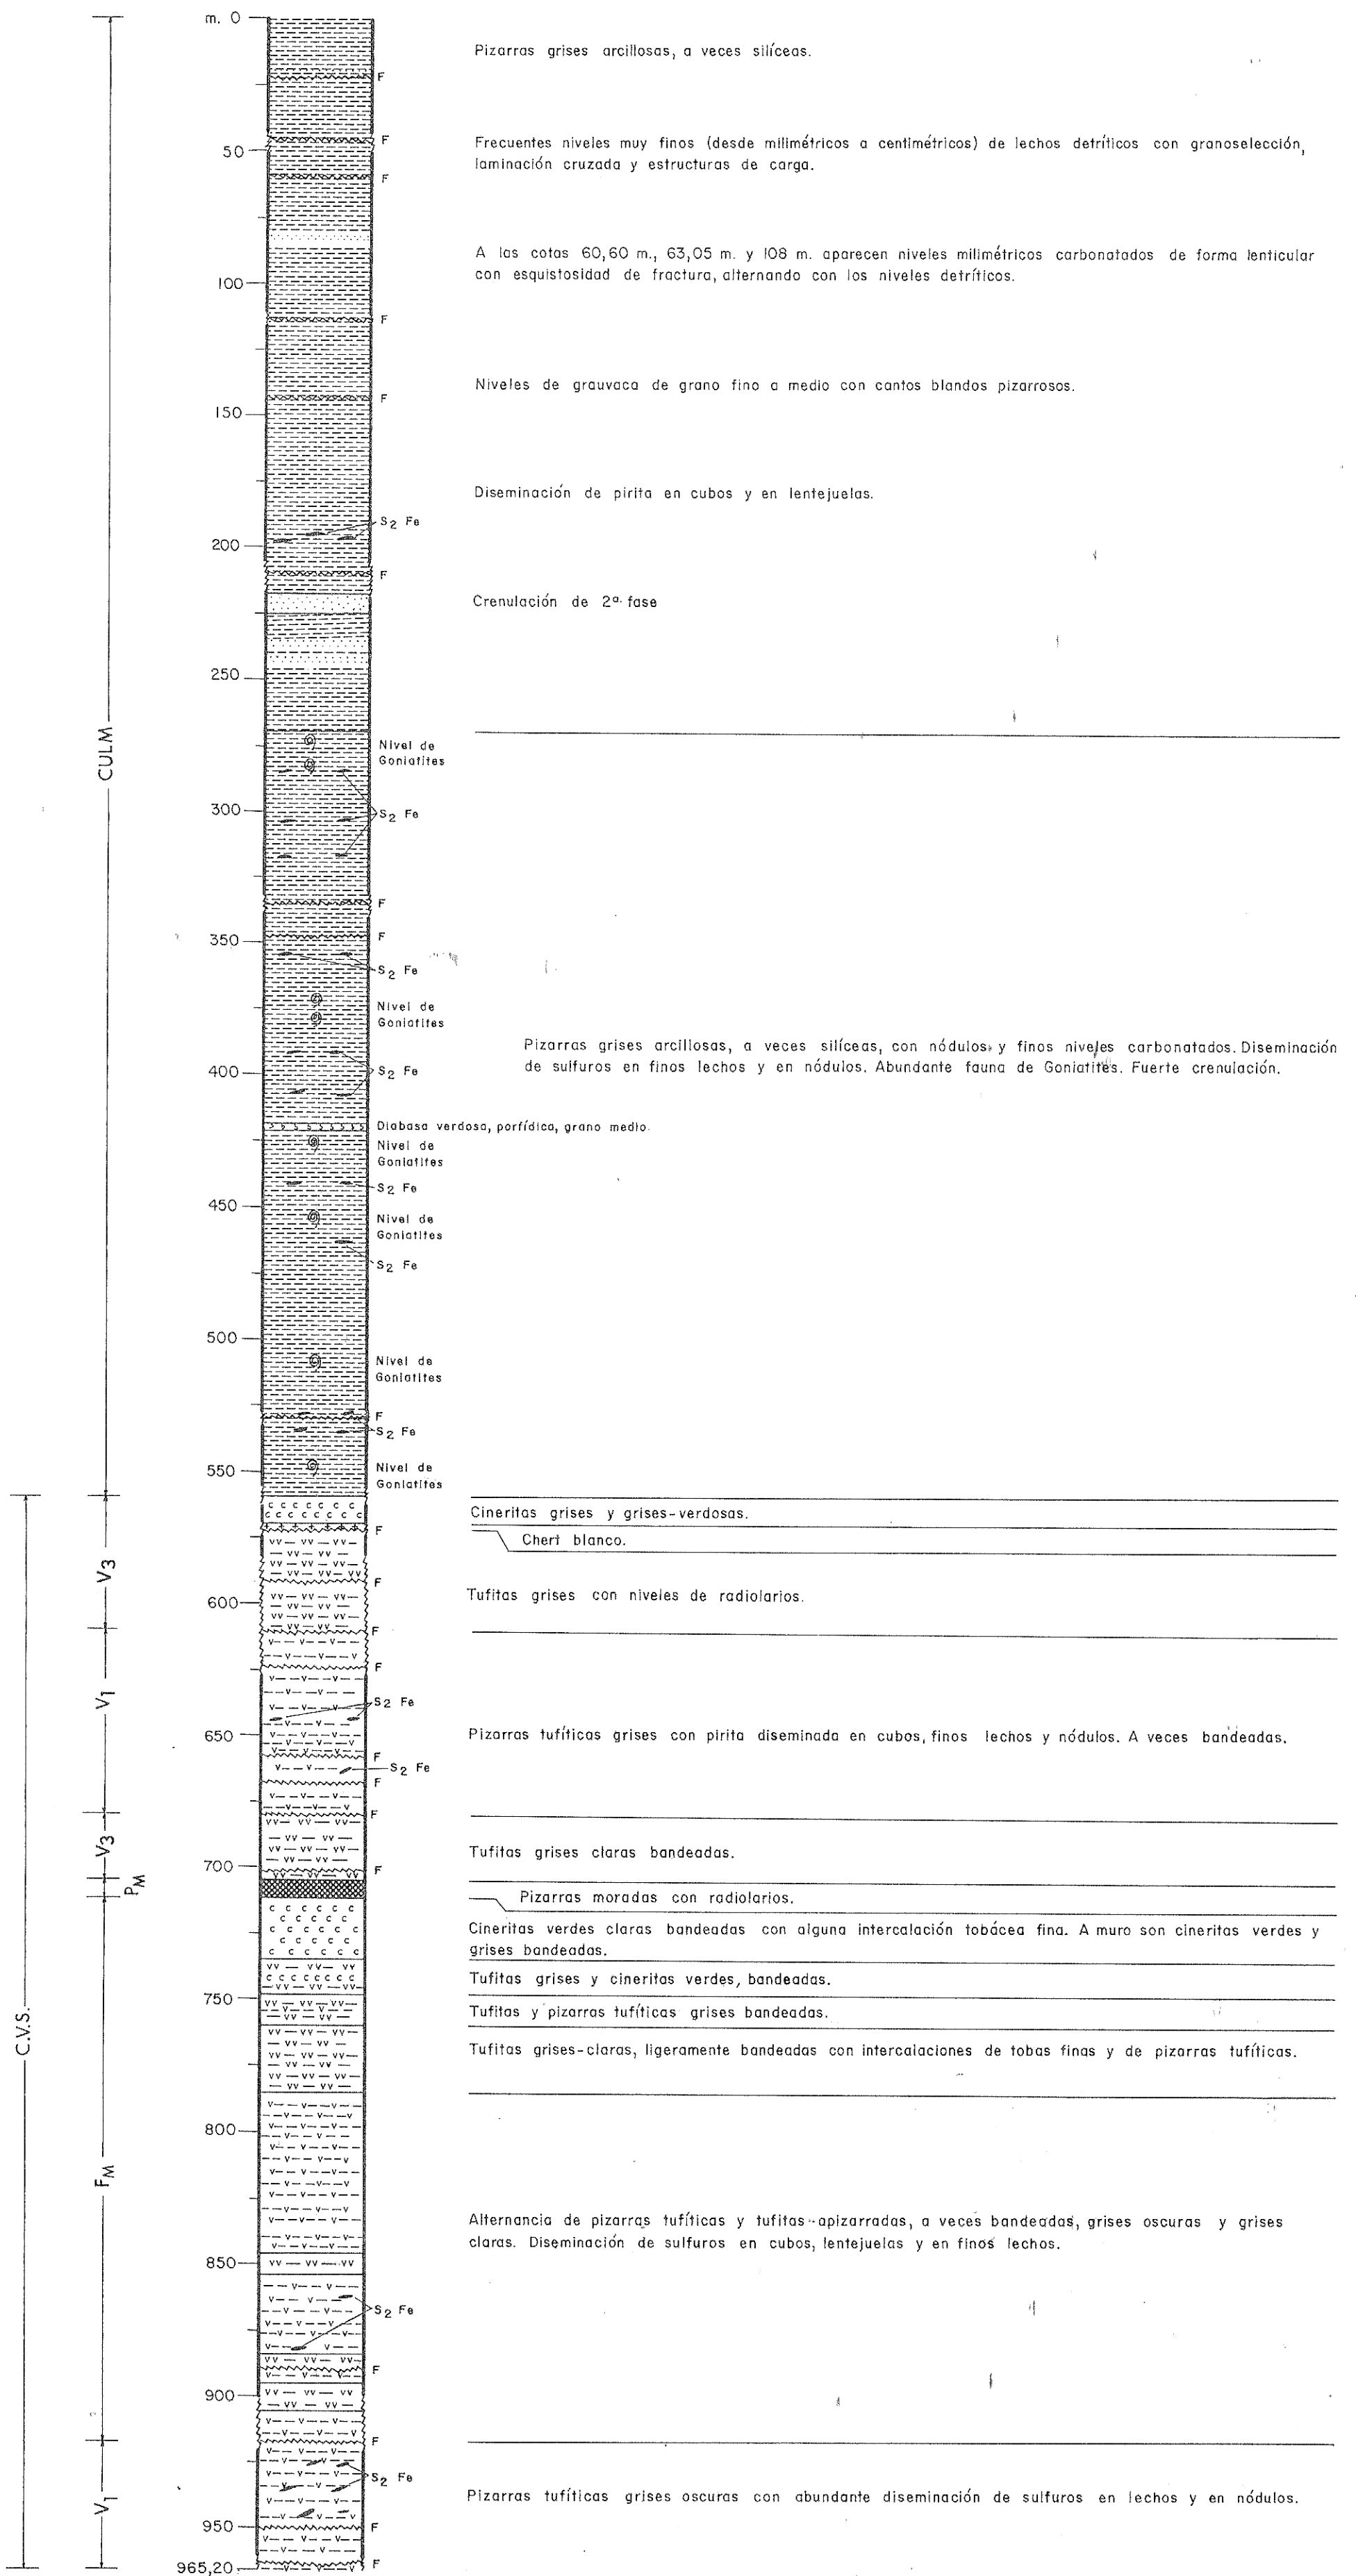 m. 0
Pizarras grises arcillosas, a veces silíceas.
F
F
50
Frecuentes niveles muy finos (desde milimétricos a centimétricos) de lechos detríticos con granoselección,
laminación cruzada y estructuras de carga.
F
A las cotas 60,60 m., 63,05 m. y 108 m. aparecen niveles milimétricos carbonatados de forma lenticular
con esquistosidad de fractura, alternando con los niveles detríticos.
100
F
Niveles de grauvaca de grano fino a medio con cantos blandos pizarrosos.
F
150
Diseminación de pirita en cubos y en lentejuelas.
S2 Fe
200
F
Crenulación de 2ª fase
250
CULM
Nivel de
Goniatites
300
S2 Fe
F
350
F
S2 Fe
Nivel de
Goniatites
Pizarras grises arcillosas, a veces silíceas, con nódulos y finos niveles carbonatados. Diseminación
de sulfuros en finos lechos y en nódulos. Abundante fauna de Goniatites. Fuerte crenulación.
400
S2 Fe
Diabasa verdosa, porfídica, grano medio.
Nivel de
Goniatites
S2 Fe
450
Nivel de
Goniatites
S2 Fe
500
Nivel de
Goniatites
F
S2 Fe
550
Nivel de
Goniatites
Cineritas grises y grises-verdosas.
F
Chert blanco.
V3
F
600
Tufitas grises con niveles de radiolarios.
F
F
V1
S2 Fe
650
Pizarras tufíticas grises con pirita diseminada en cubos, finos lechos y nódulos. A veces bandeadas.
F
S2 Fe
F
F
V3
Tufitas grises claras bandeadas.
700
F
PM
Pizarras moradas con radiolarios.
Cineritas verdes claras bandeadas con alguna intercalación tobácea fina. A muro son cineritas verdes y
grises bandeadas.
Tufitas grises y cineritas verdes, bandeadas.
750
Tufitas y pizarras tufíticas grises bandeadas.
C.V.S.
Tufitas grises-claras, ligeramente bandeadas con intercalaciones de tobas finas y de pizarras tufíticas.
800
FM
Alternancia de pizarras tufíticas y tufitas-apizarradas, a veces bandeadas, grises oscuras y grises
claras. Diseminación de sulfuros en cubos, lentejuelas y en finos lechos.
850
S2 Fe
F
900
F
S2 Fe
V1
Pizarras tufíticas grises oscuras con abundante diseminación de sulfuros en lechos y en nódulos.
950
F
965,20
F